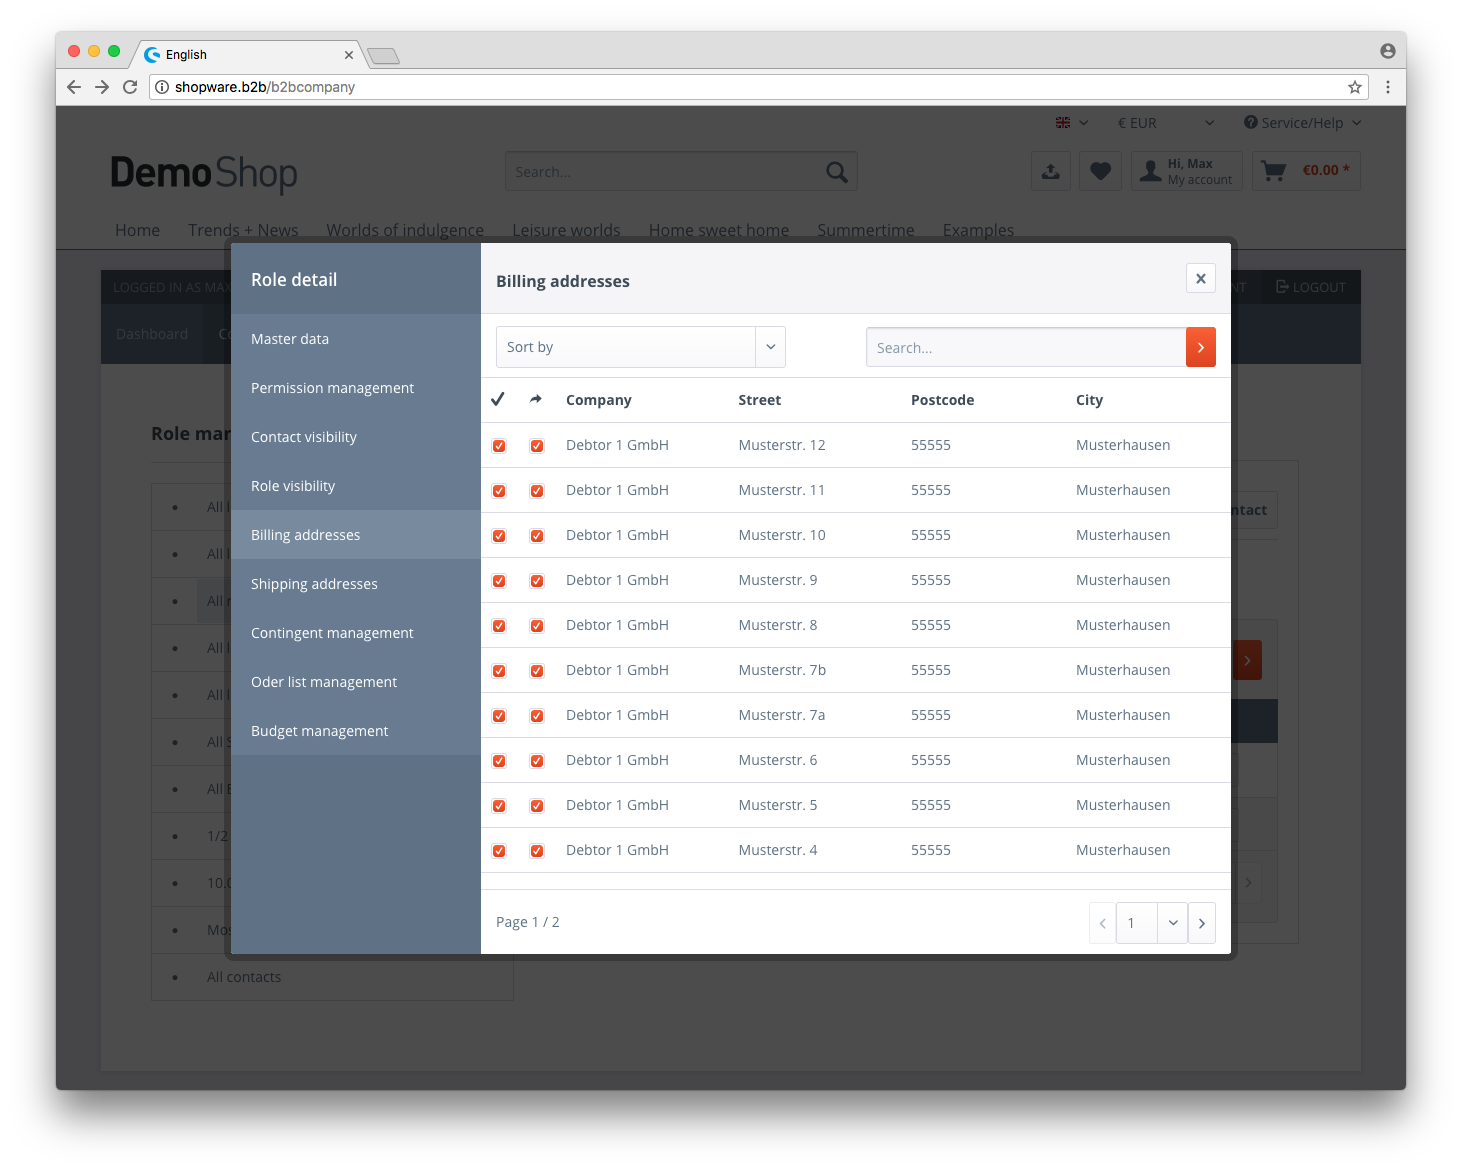 English
shopware.b2b/b2bcompany
€ EUR
Service/Help
DemoShop
Search...
Hi, Max
My account
€0.00 *
Home Trends + News Worlds of indulgence Leisure worlds Home sweet home Summertime Examples
LOGGED IN AS MAX
LOGOUT
Dashboard
Role detail
Billing addresses
Master data
Permission management
Contact visibility
Role visibility
Billing addresses
Shipping addresses
Contingent management
Oder list management
Budget management
Sort by
Search...
Company Street Postcode City
Debtor 1 GmbH Musterstr. 12 55555 Musterhausen
Debtor 1 GmbH Musterstr. 11 55555 Musterhausen
Debtor 1 GmbH Musterstr. 10 55555 Musterhausen
Debtor 1 GmbH Musterstr. 9 55555 Musterhausen
Debtor 1 GmbH Musterstr. 8 55555 Musterhausen
Debtor 1 GmbH Musterstr. 7b 55555 Musterhausen
Debtor 1 GmbH Musterstr. 7a 55555 Musterhausen
Debtor 1 GmbH Musterstr. 6 55555 Musterhausen
Debtor 1 GmbH Musterstr. 5 55555 Musterhausen
Debtor 1 GmbH Musterstr. 4 55555 Musterhausen
Page 1 / 2
1
Role
All
All
All
All
All
All
All
1/2
All contacts